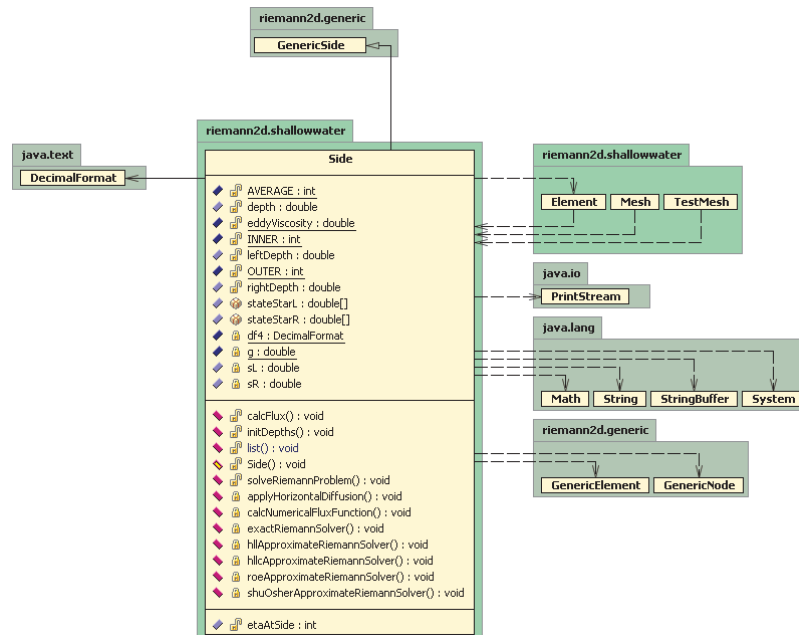 riemann2d.generic
GenericSide
riemann2d.shallowwater
Side
java.text
DecimalFormat
AVERAGE : int
depth : double
eddyViscosity : double
INNER : int
leftDepth : double
OUTER : int
rightDepth : double
stateStarL : double[]
stateStarR : double[]
df4 : DecimalFormat
g : double
sL : double
sR : double
calcFlux() : void
initDepths() : void
list() : void
Side() : void
solveRiemannProblem() : void
applyHorizontalDiffusion() : void
calcNumericalFluxFunction() : void
exactRiemannSolver() : void
hllApproximateRiemannSolver() : void
hllcApproximateRiemannSolver() : void
roeApproximateRiemannSolver() : void
shuOsherApproximateRiemannSolver() : void
etaAtSide : int
riemann2d.shallowwater
Element Mesh TestMesh
java.io
PrintStream
java.lang
Math String StringBuffer System
riemann2d.generic
GenericElement GenericNode